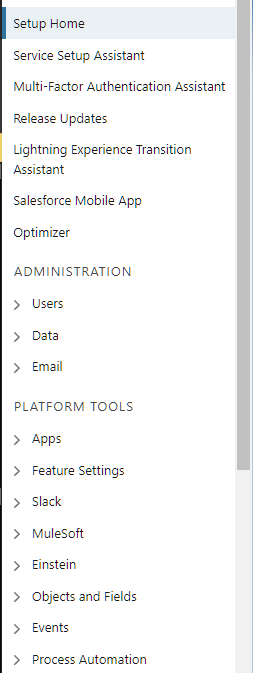 Setup Home
Service Setup Assistant
Multi-Factor Authentication Assistant
Release Updates
Lightning Experience Transition
Assistant
Salesforce Mobile App
Optimizer
ADMINISTRATION
Users
Data
Email
PLATFORM TOOLS
Apps
Feature Settings
Slack
MuleSoft
Einstein
Objects and Fields
Events
Process Automation